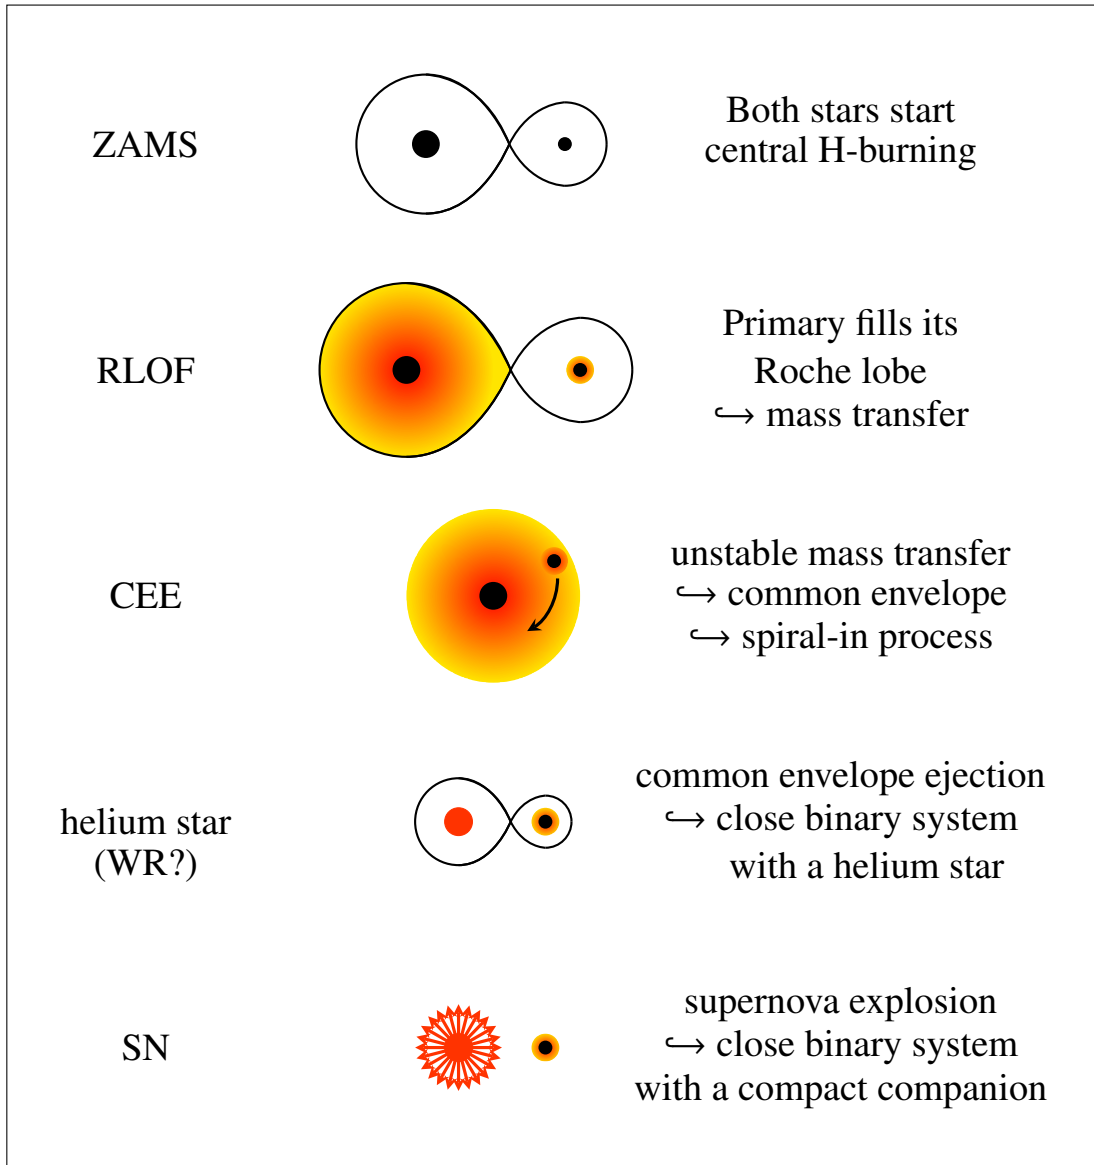 ZAMS
Both stars start
central H-burning
RLOF
Primary fills its
Roche lobe
↪ mass transfer
CEE
unstable mass transfer
↪ common envelope
↪ spiral-in process
helium star
(WR?)
common envelope ejection
↪ close binary system
with a helium star
SN
supernova explosion
↪ close binary system
with a compact companion